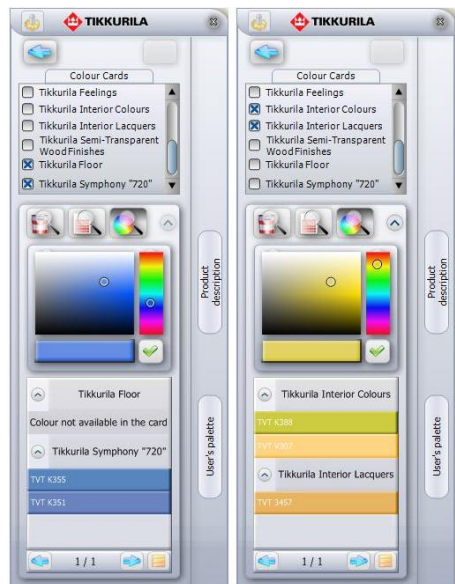 TIKKURILA
Colour Cards
Tikkurila Feelings
Tikkurila Interior Colours
Tikkurila Interior Lacquers
Tikkurila Semi-Transparent
Wood Finishes
Tikkurila Floor
Tikkurila Symphony "720"
Product
description
Tikkurila Floor
Colour not available in the card
Tikkurila Symphony "720"
TVT K355
TVT K351
User's palette
1 / 1
TIKKURILA
Colour Cards
Tikkurila Feelings
Tikkurila Interior Colours
Tikkurila Interior Lacquers
Tikkurila Semi-Transparent
Wood Finishes
Tikkurila Floor
Tikkurila Symphony "720"
Product
description
Tikkurila Interior Colours
TVT K388
TVT
Tikkurila Interior Lacquers
TVT 3457
User's palette
1 / 1